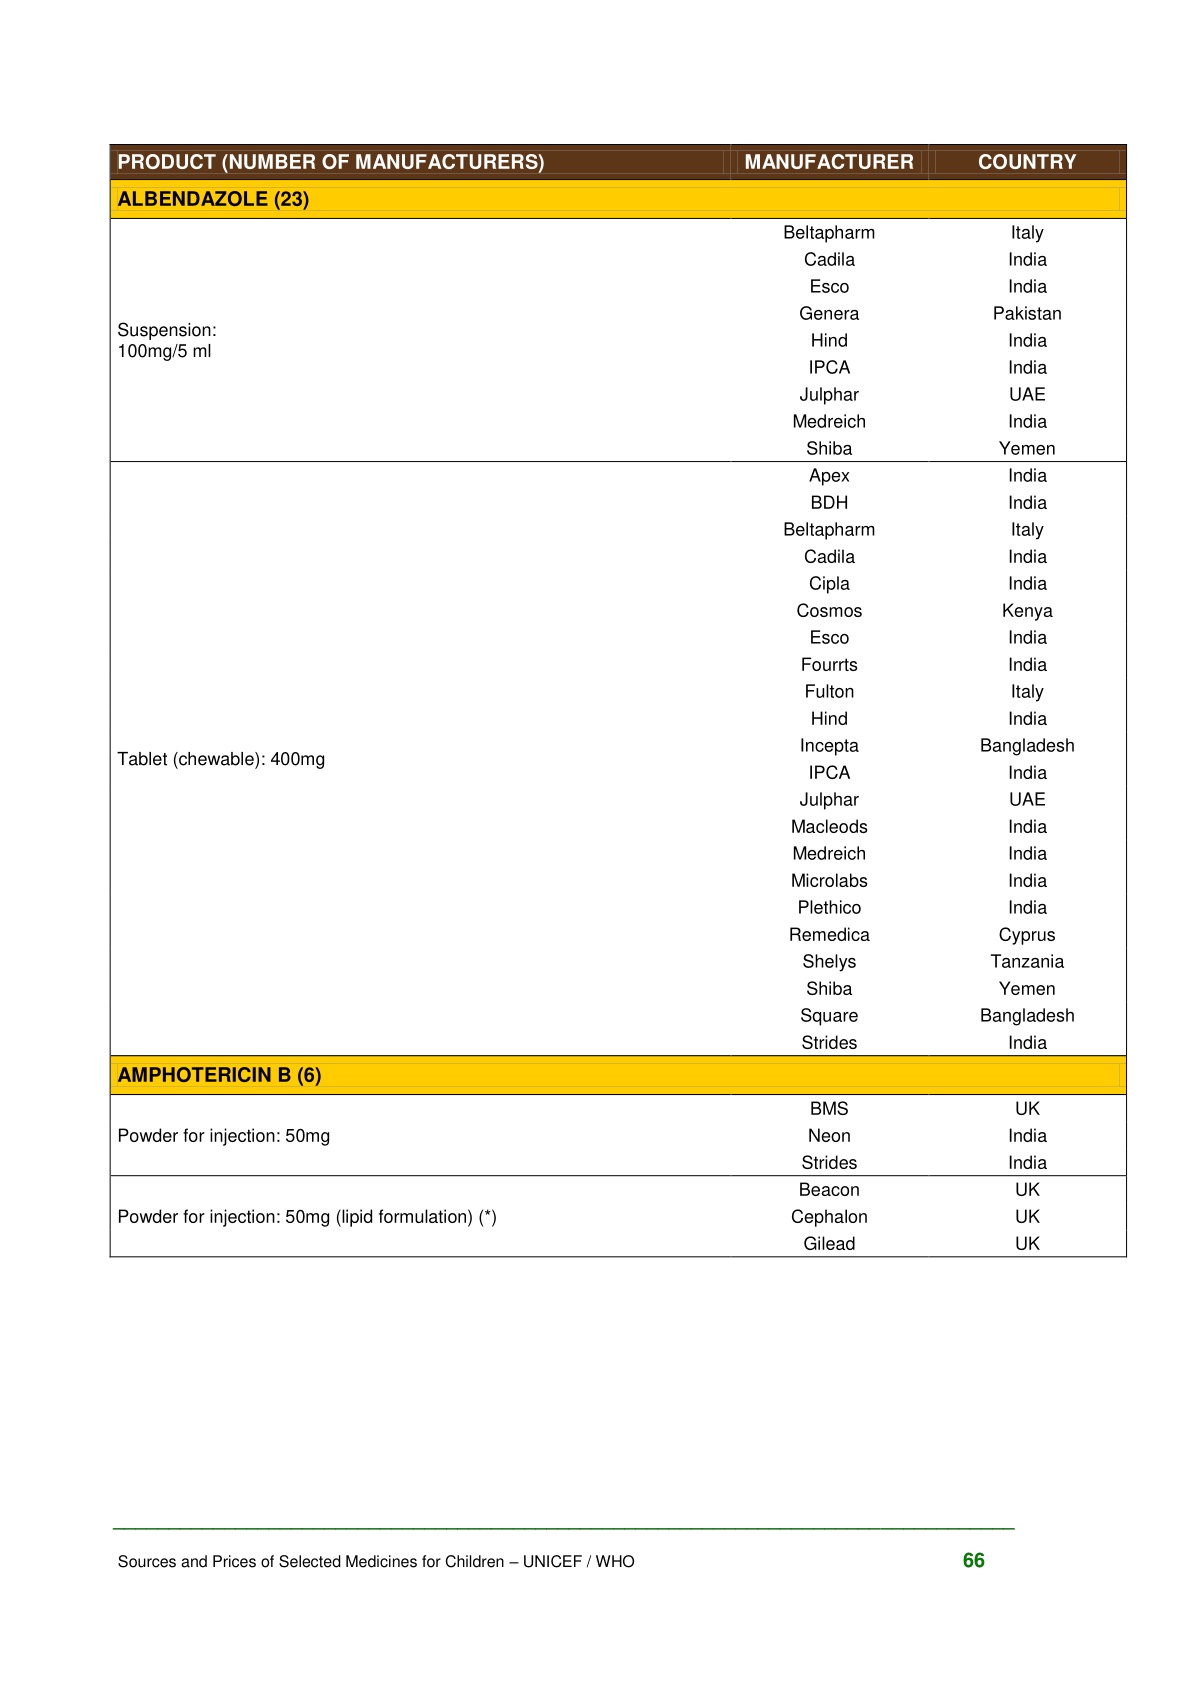 PRODUCT (NUMBER OF MANUFACTURERS) MANUFACTURER COUNTRY
ALBENDAZOLE (23)
Suspension:
100mg/5 ml
Beltapharm Italy
Cadila India
Esco India
Genera Pakistan
Hind India
IPCA India
Julphar UAE
Medreich India
Shiba Yemen
Tablet (chewable): 400mg
Apex India
BDH India
Beltapharm Italy
Cadila India
Cipla India
Cosmos Kenya
Esco India
Fourrts India
Fulton Italy
Hind India
Incepta Bangladesh
IPCA India
Julphar UAE
Macleods India
Medreich India
Microlabs India
Plethico India
Remedica Cyprus
Shelys Tanzania
Shiba Yemen
Square Bangladesh
Strides India
AMPHOTERICIN B (6)
Powder for injection: 50mg
BMS UK
Neon India
Strides India
Powder for injection: 50mg (lipid formulation) (*)
Beacon UK
Cephalon UK
Gilead UK
Sources and Prices of Selected Medicines for Children – UNICEF / WHO 66